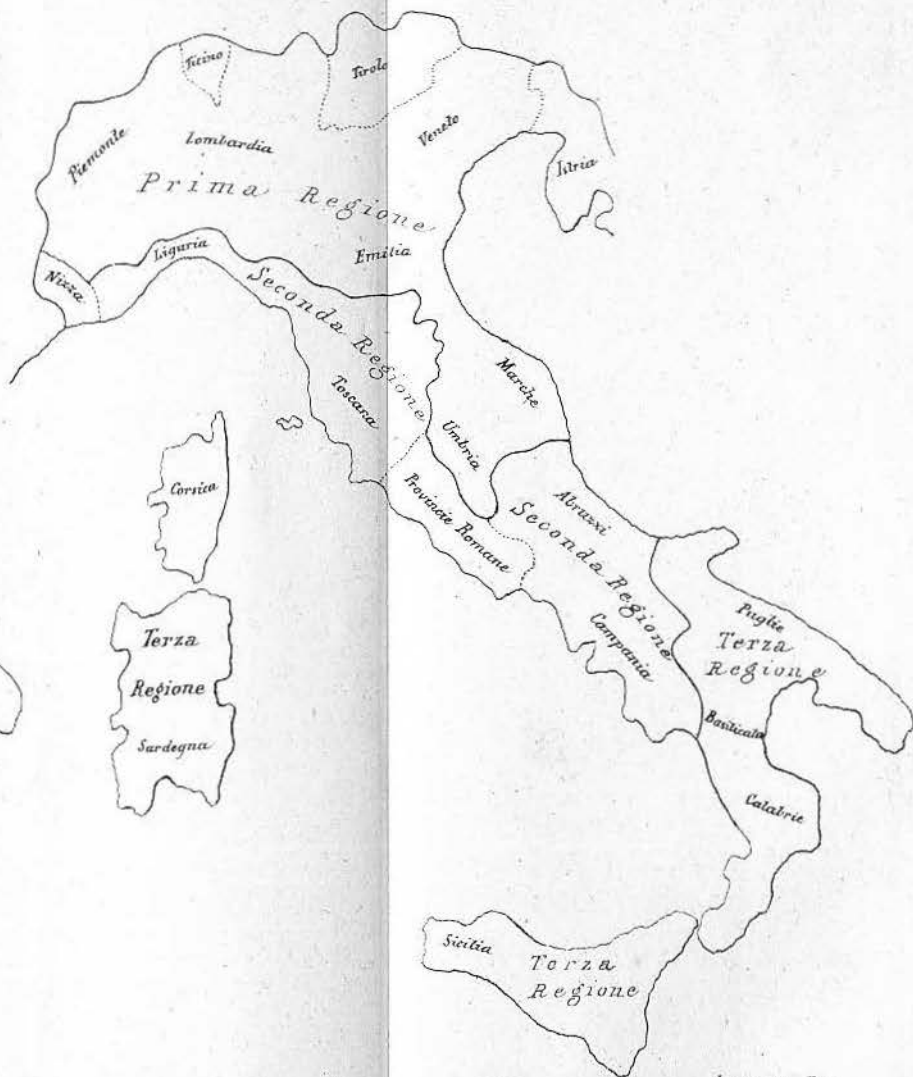 Ticino
Tirolo
Piemonte
Lombardia
Veneto
Istria
Prima Regione
Liguria
Emilia
Nizza
Seconda Regione
Toscana
Marche
Umbria
Corsica
Provincie Romane
Abruzzi
Seconda Regione
Campania
Puglie
Terza
Regione
Terza
Regione
Sardegna
Basilicata
Calabrie
Sicilia
Terza
Regione